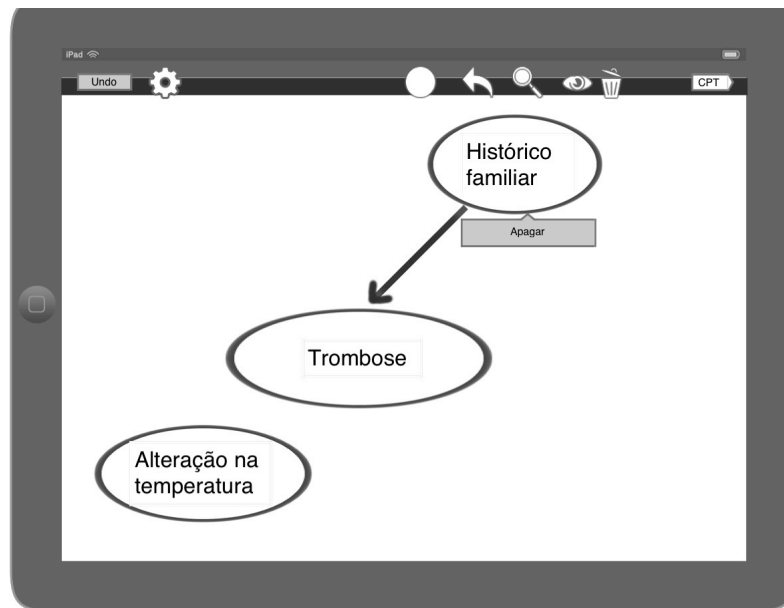 iPad
Undo
CPT
Histórico
familiar
Apagar
Trombose
Alteração na
temperatura